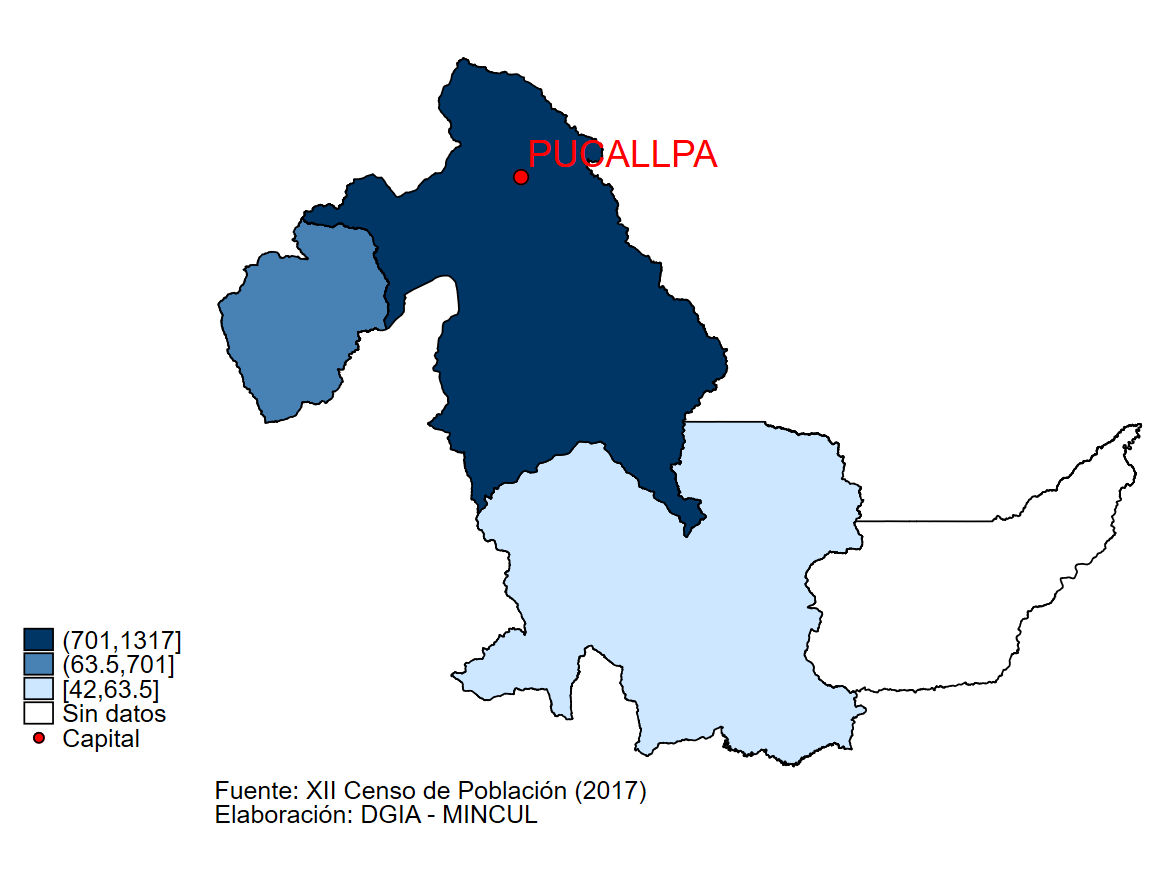 PUCALLPA
(701,1317]
(63.5,701]
[42,63.5]
Sin datos
Capital
Fuente: XII Censo de Población (2017)
Elaboración: DGIA - MINCUL